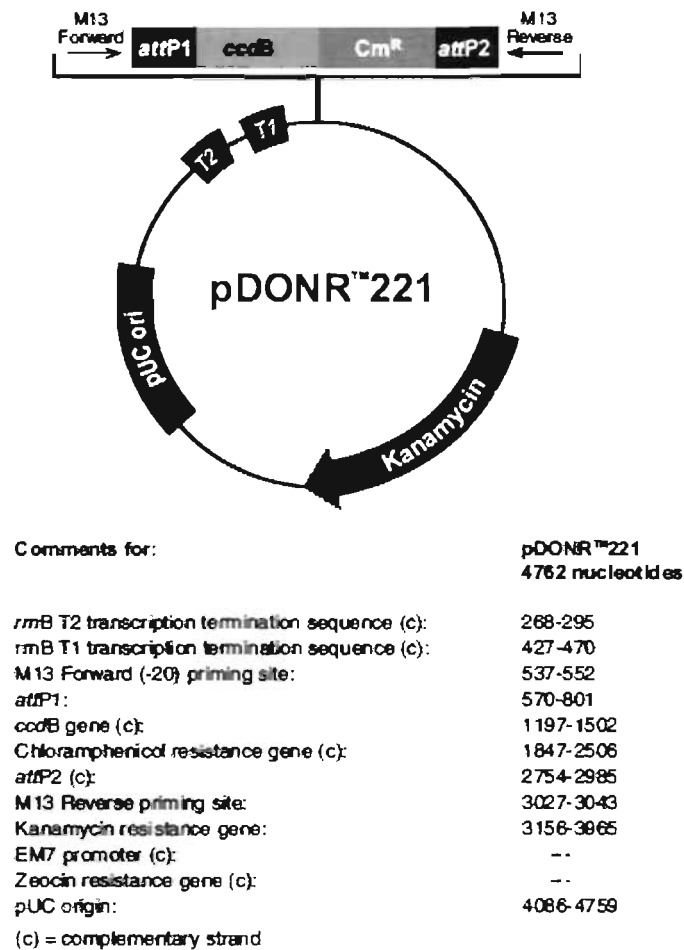 M13 Forward
M13 Reverse
attP1
ccdB
CmR
attP2
T1
T2
pDONR™221
pUC ori
Kanamycin
Comments for: pDONR™221
4762 nucleotides
rrnB T2 transcription termination sequence (c): 268-295
rrnB T1 transcription termination sequence (c): 427-470
M13 Forward (-20) priming site: 537-552
attP1: 570-801
ccdB gene (c): 1197-1502
Chloramphenicol resistance gene (c): 1847-2506
attP2 (c): 2754-2985
M13 Reverse priming site: 3027-3043
Kanamycin resistance gene: 3156-3965
EM7 promoter (c): --
Zeocin resistance gene (c): --
pUC origin: 4086-4759
(c) = complementary strand